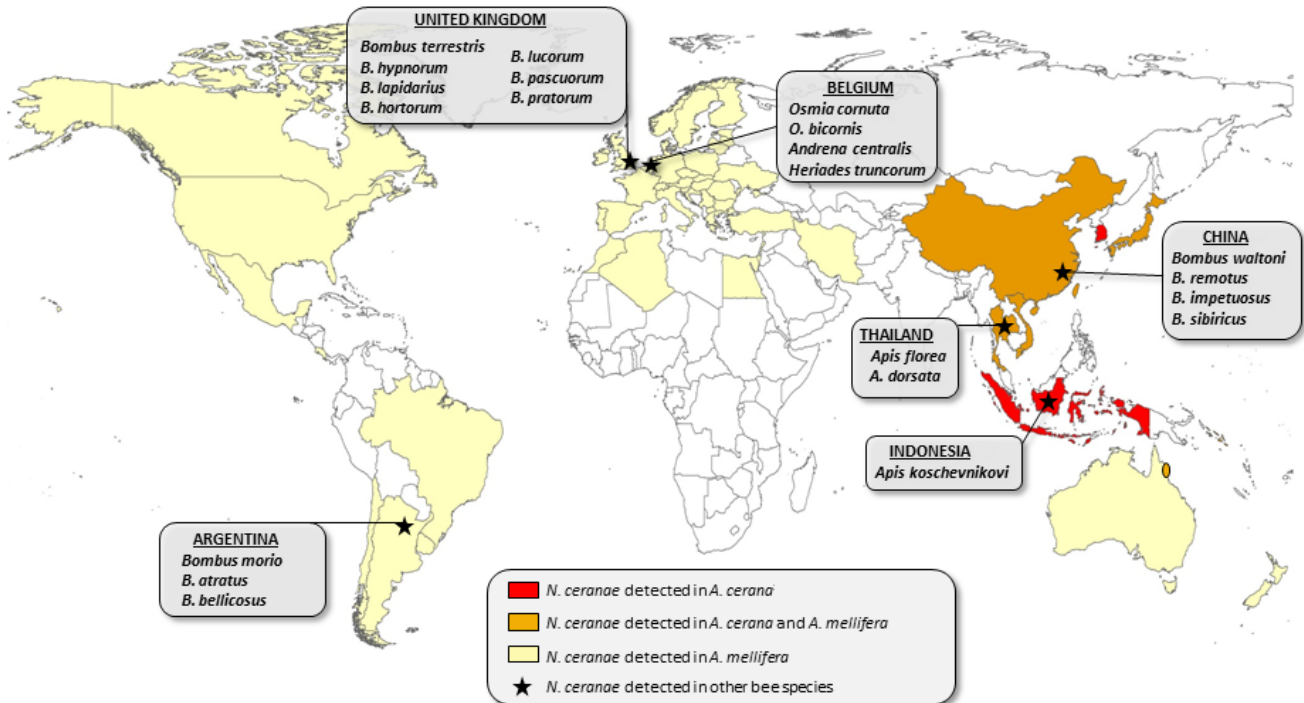 UNITED KINGDOM
Bombus terrestris
B. hypnorum
B. lapidarius
B. hortorum
B. lucorum
B. pascuorum
B. pratorum
BELGIUM
Osmia cornuta
O. bicornis
Andrena centralis
Heriades truncorum
CHINA
Bombus waltoni
B. remotus
B. impetuosus
B. sibiricus
THAILAND
Apis florea
A. dorsata
INDONESIA
Apis koschevnikovi
ARGENTINA
Bombus morio
B. atratus
B. bellicosus
N. ceranae detected in A. cerana
N. ceranae detected in A. cerana and A. mellifera
N. ceranae detected in A. mellifera
N. ceranae detected in other bee species